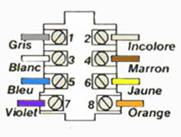 1 2
Gris Incolore
3 4
Blanc Marron
5 6
Bleu Jaune
7 8
Violet Orange